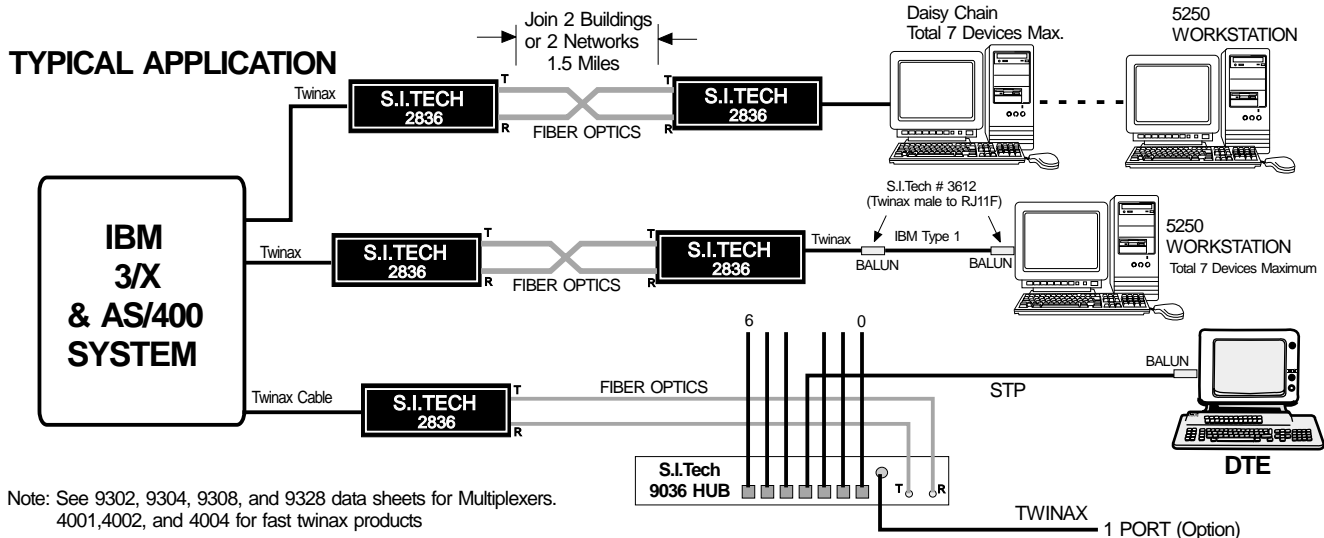 TYPICAL APPLICATION
Join 2 Buildings
or 2 Networks
1.5 Miles
Daisy Chain
Total 7 Devices Max.
5250
WORKSTATION
Twinax
S.I.TECH
2836
T
R
FIBER OPTICS
T
R
S.I.TECH
2836
IBM
3/X
& AS/400
SYSTEM
Twinax
S.I.TECH
2836
T
R
FIBER OPTICS
T
R
S.I.TECH
2836
Twinax
S.I.Tech # 3612
(Twinax male to RJ11F)
BALUN
IBM Type 1
BALUN
5250
WORKSTATION
Total 7 Devices Maximum
Twinax Cable
S.I.TECH
2836
T
R
FIBER OPTICS
6
0
STP
BALUN
DTE
S.I.Tech
9036 HUB
T
R
TWINAX
1 PORT (Option)
Note: See 9302, 9304, 9308, and 9328 data sheets for Multiplexers.
4001,4002, and 4004 for fast twinax products